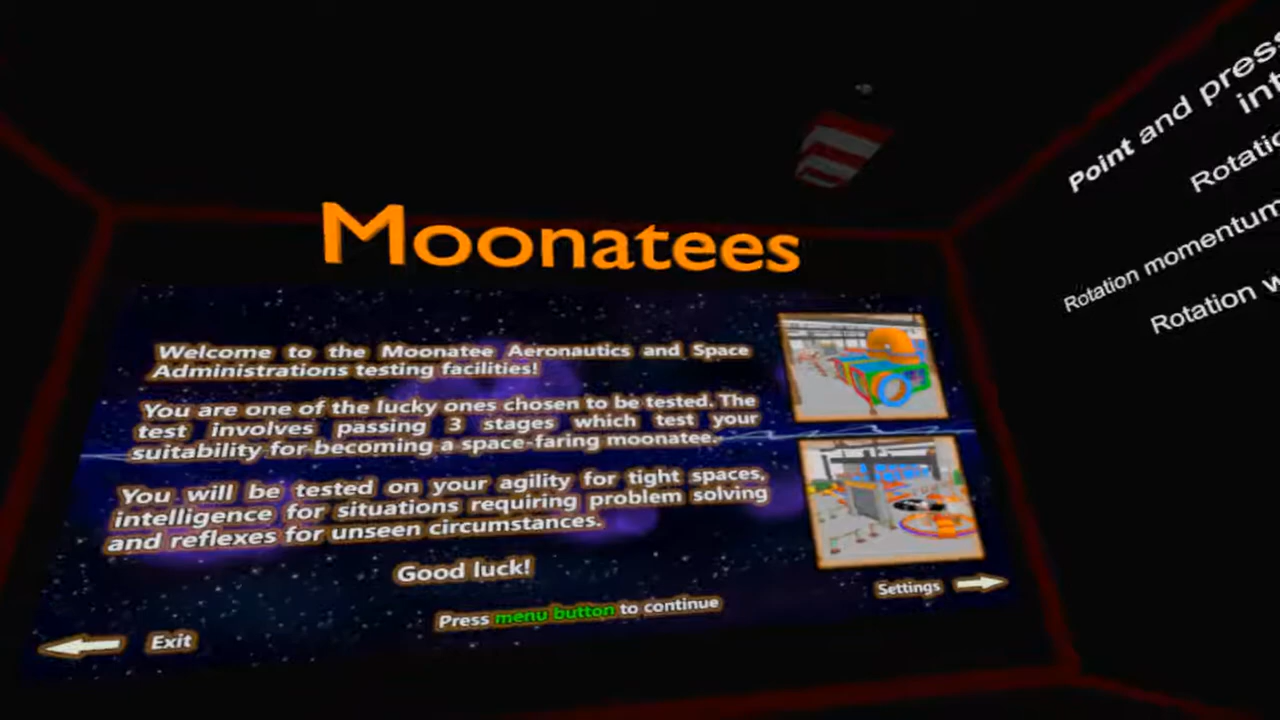 Moonatees
Welcome to the Moonatee Aeronautics and Space
Administrations testing facilities!
You are one of the lucky ones chosen to be tested. The
test involves passing 3 stages which test your
suitability for becoming a space-faring moonatee.
You will be tested on your agility for tight spaces,
intelligence for situations requiring problem solving
and reflexes for unseen circumstances.
Good luck!
Press menu button to continue
Settings
Exit
Point and press
Rotation momentum
Rotation